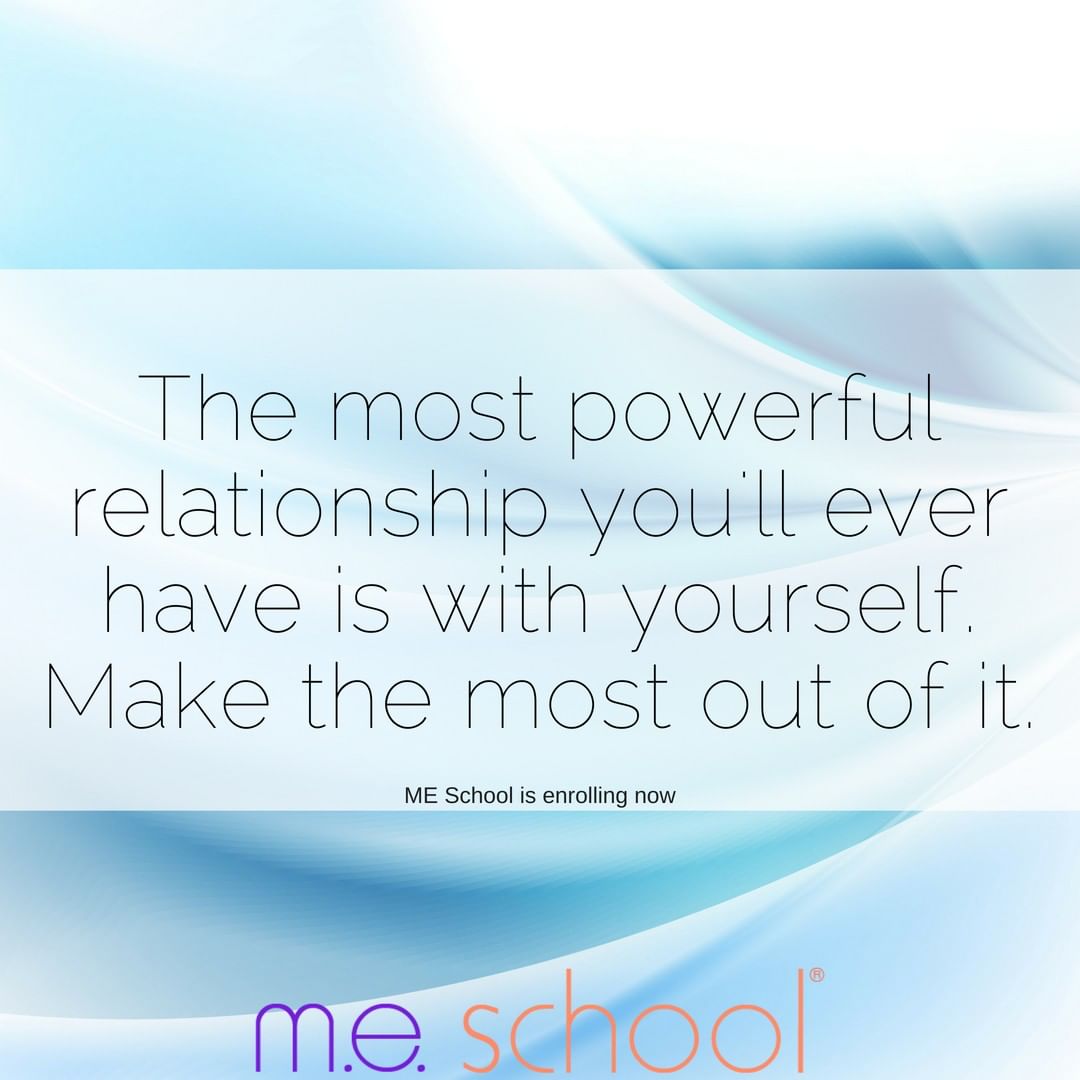 The most powerful
relationship you'll ever
have is with yourself.
Make the most out of it.
ME School is enrolling now
m.e. school®